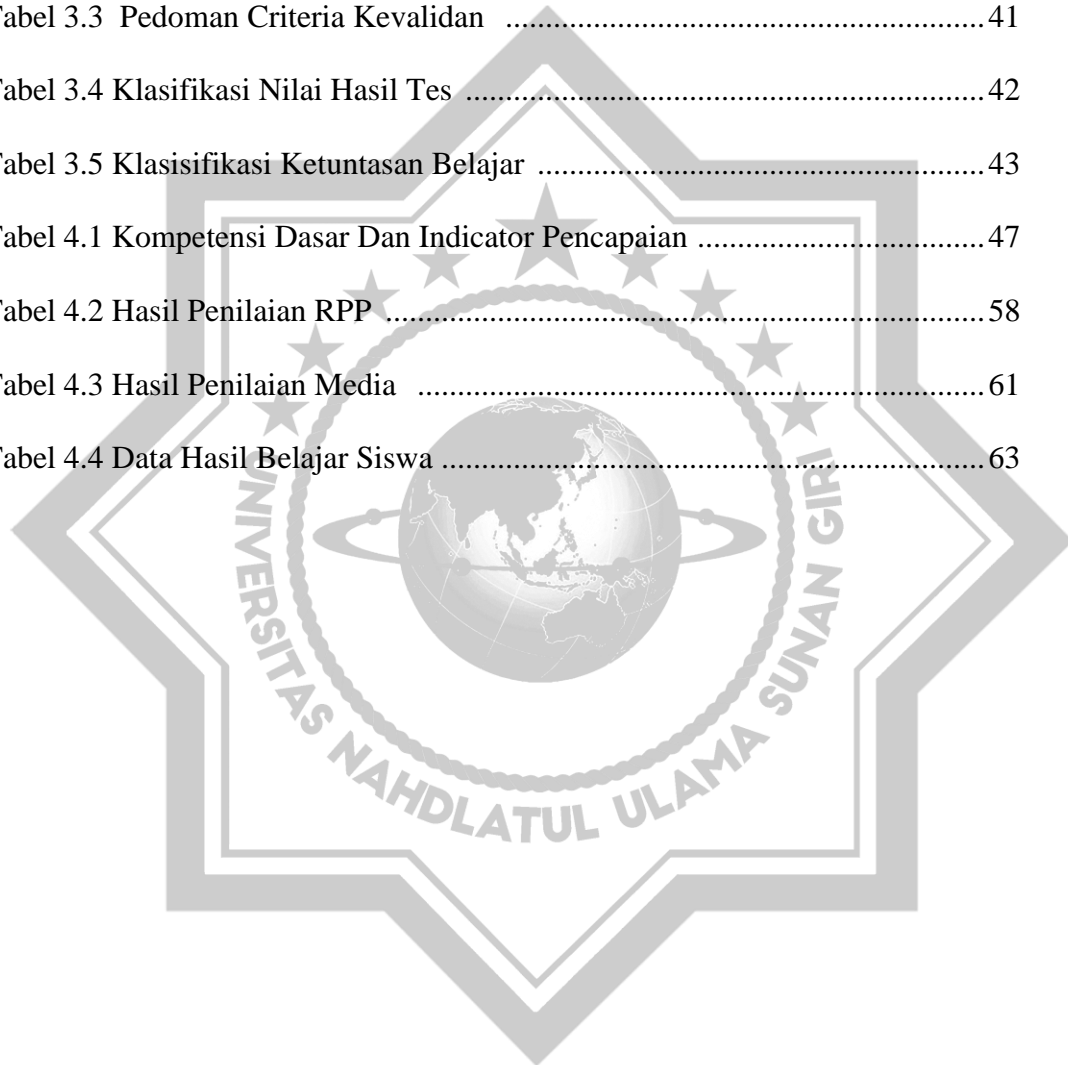 Tabel 3.3 Pedoman Criteria Kevalidan ............................................................. 41
Tabel 3.4 Klasifikasi Nilai Hasil Tes .................................................................. 42
Tabel 3.5 Klasisifikasi Ketuntasan Belajar ......................................................... 43
Tabel 4.1 Kompetensi Dasar Dan Indicator Pencapaian .................................... 47
Tabel 4.2 Hasil Penilaian RPP ............................................................................ 58
Tabel 4.3 Hasil Penilaian Media ........................................................................ 61
Tabel 4.4 Data Hasil Belajar Siswa ..................................................................... 63
UNIVERSITAS NAHDLATUL ULAMA SUNAN GIRI